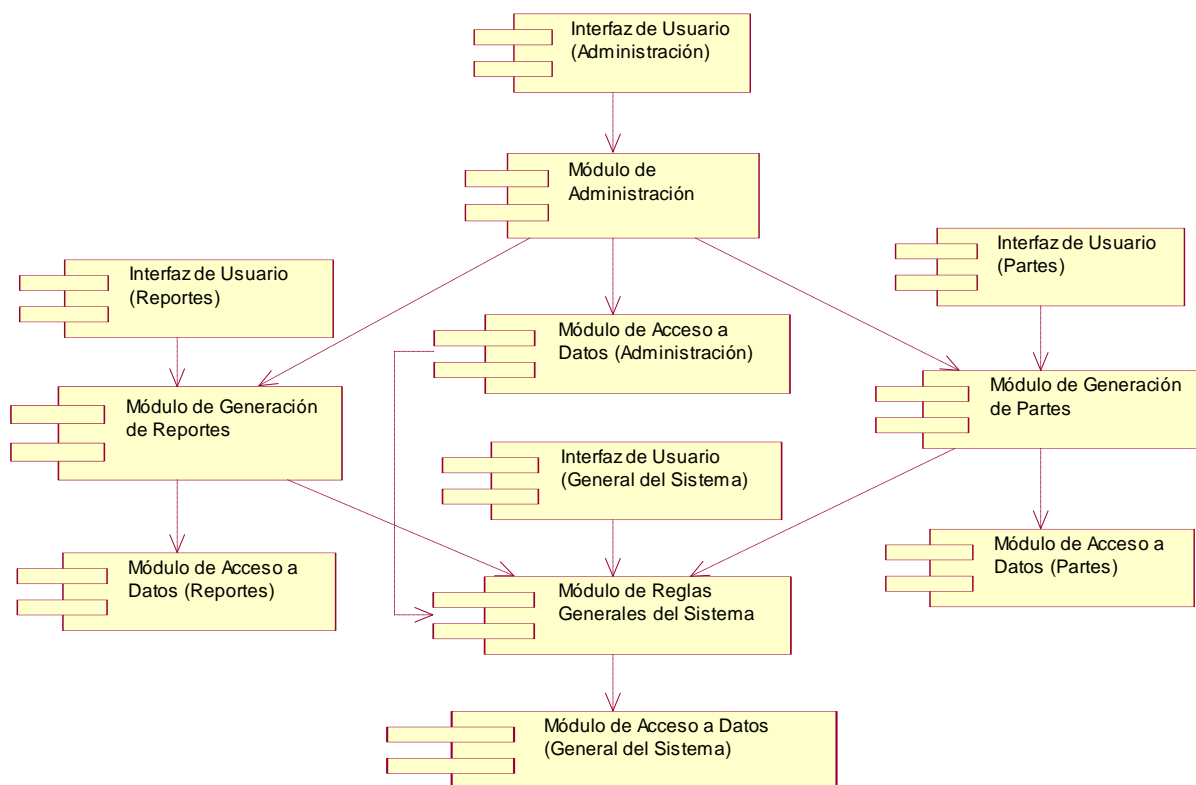 Interfaz de Usuario
(Administración)
Módulo de
Administración
Interfaz de Usuario
(Reportes)
Interfaz de Usuario
(Partes)
Módulo de Acceso a
Datos (Administración)
Módulo de Generación
de Reportes
Módulo de Generación
de Partes
Interfaz de Usuario
(General del Sistema)
Módulo de Acceso a
Datos (Reportes)
Módulo de Reglas
Generales del Sistema
Módulo de Acceso a
Datos (Partes)
Módulo de Acceso a Datos
(General del Sistema)